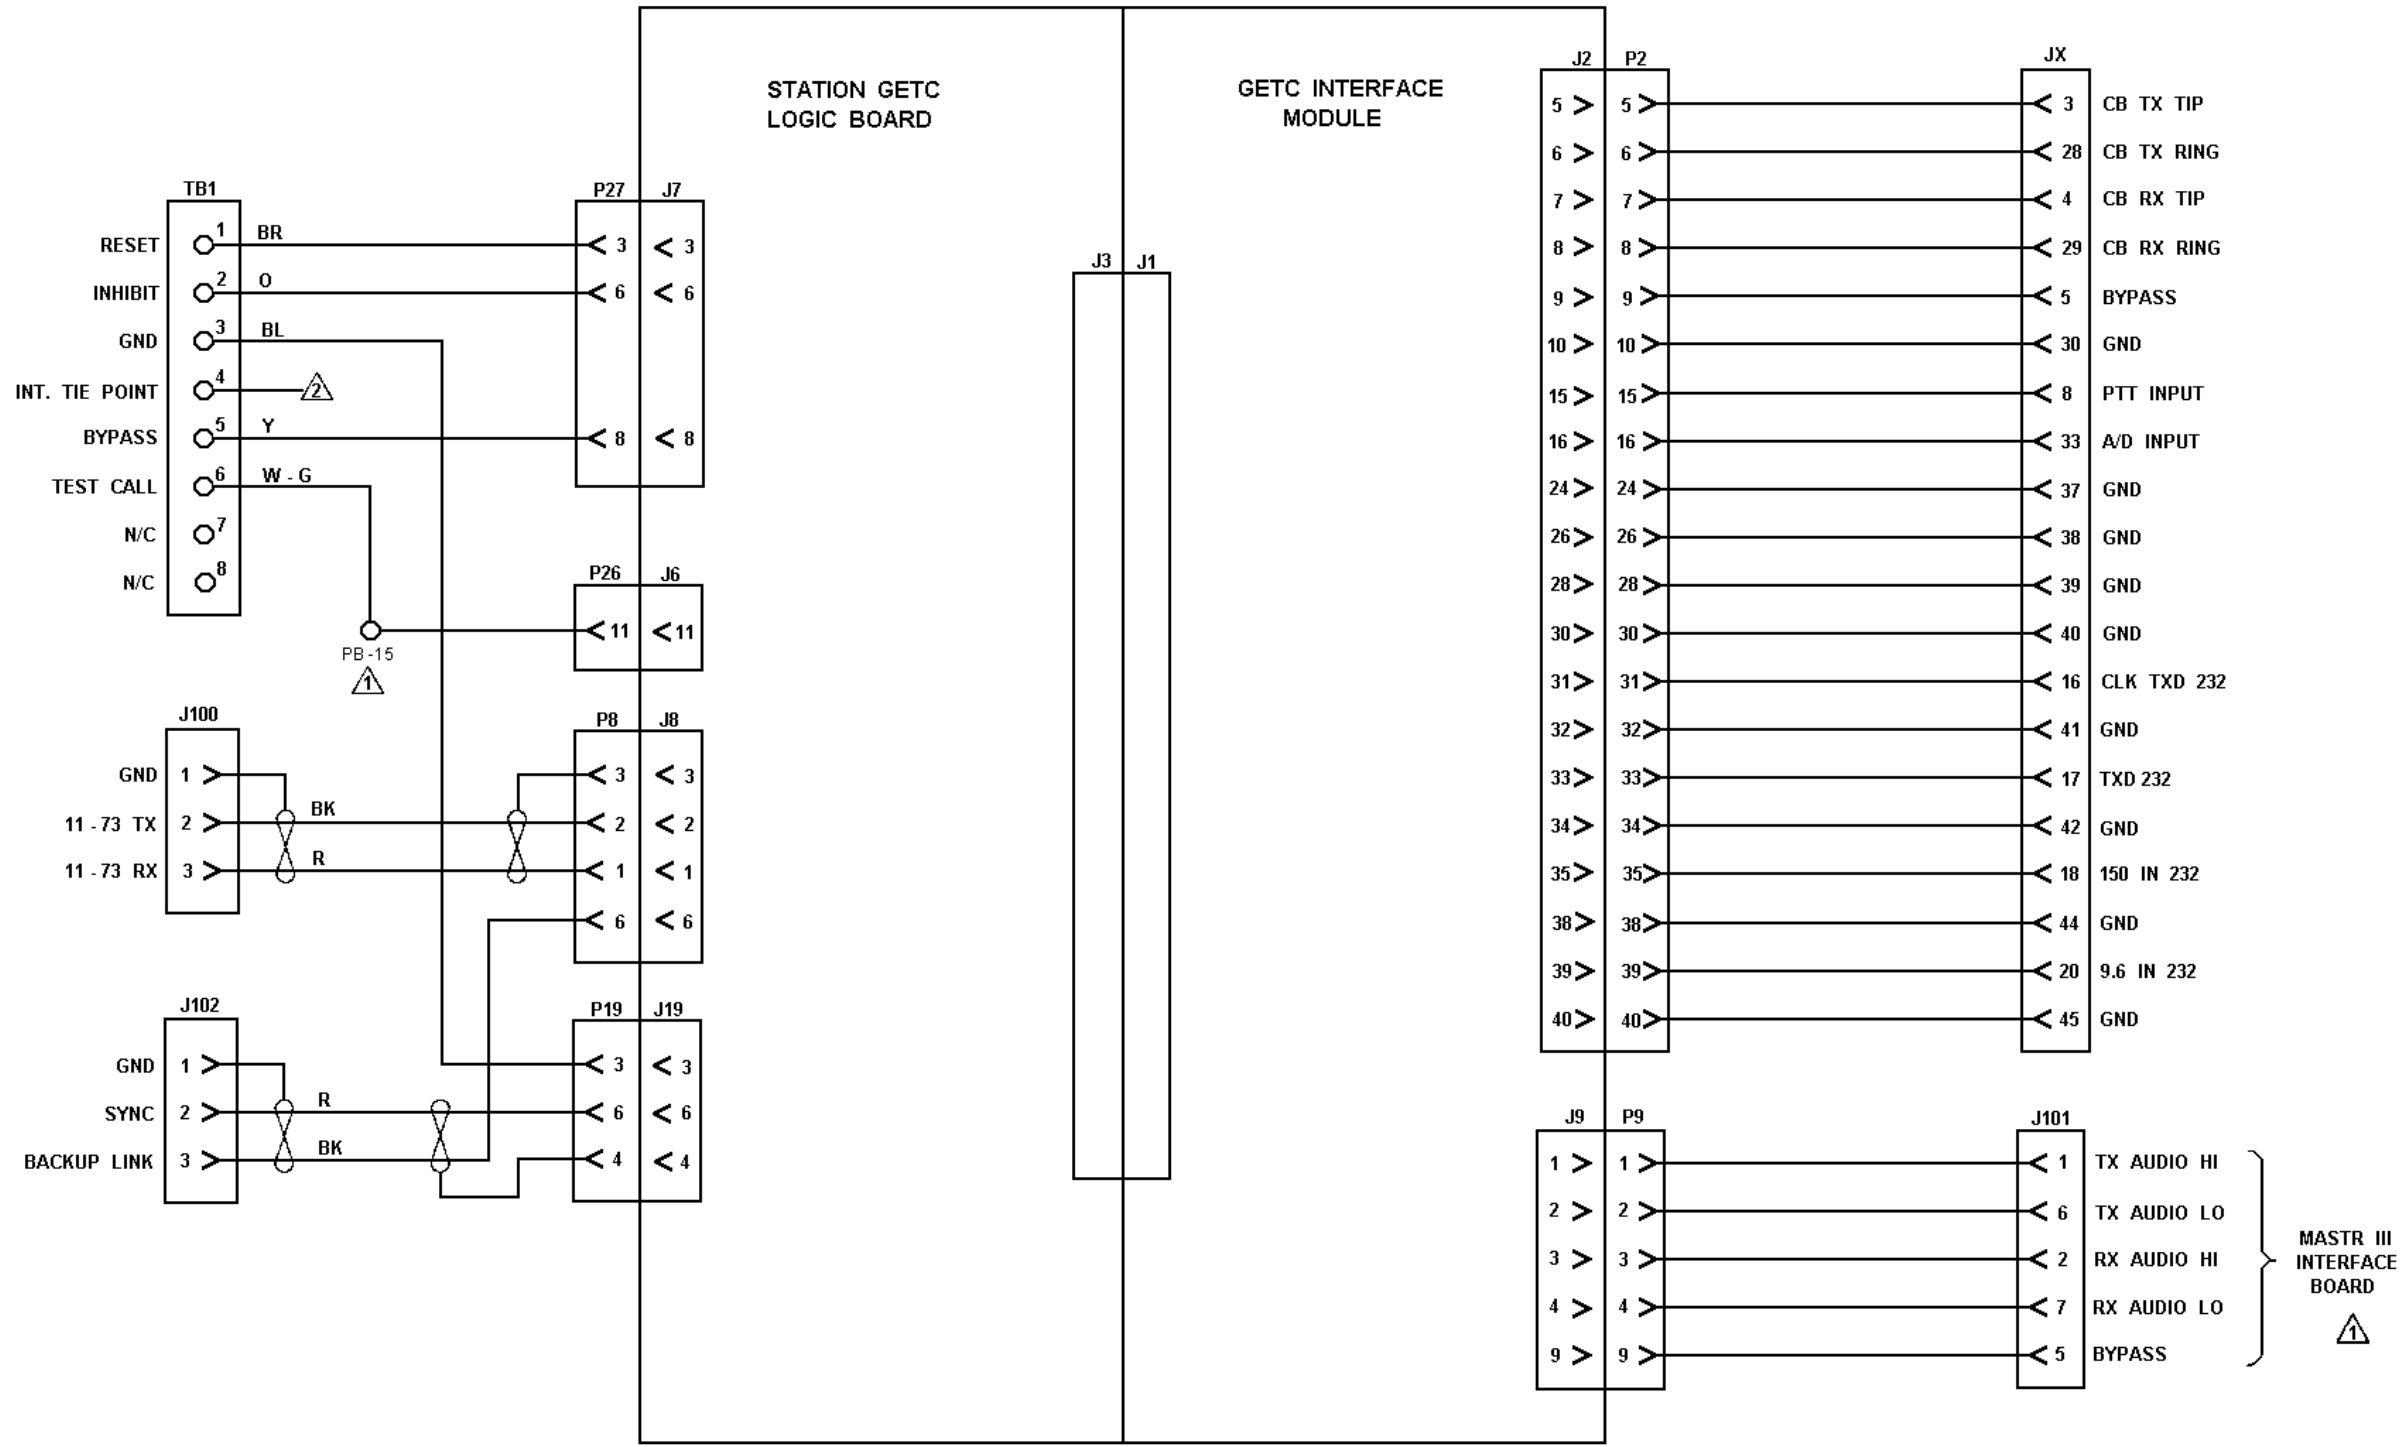 STATION GETC
LOGIC BOARD
GETC INTERFACE
MODULE
TB1
RESET 1 BR
INHIBIT 2 O
GND 3 BL
INT. TIE POINT 4 2
BYPASS 5 Y
TEST CALL 6 W - G
N/C 7
N/C 8
PB-15
1
P27 J7
3 3
6 6
8 8
P26 J6
11 11
J100
GND 1
11 - 73 TX 2 BK
11 - 73 RX 3 R
P8 J8
3 3
2 2
1 1
6 6
J102
GND 1
SYNC 2 R
BACKUP LINK 3 BK
P19 J19
3 3
6 6
4 4
J3 J1
J2 P2 JX
5 5 3 CB TX TIP
6 6 28 CB TX RING
7 7 4 CB RX TIP
8 8 29 CB RX RING
9 9 5 BYPASS
10 10 30 GND
15 15 8 PTT INPUT
16 16 33 A/D INPUT
24 24 37 GND
26 26 38 GND
28 28 39 GND
30 30 40 GND
31 31 16 CLK TXD 232
32 32 41 GND
33 33 17 TXD 232
34 34 42 GND
35 35 18 150 IN 232
38 38 44 GND
39 39 20 9.6 IN 232
40 40 45 GND
J9 P9 J101
1 1 1 TX AUDIO HI
2 2 6 TX AUDIO LO
3 3 2 RX AUDIO HI
4 4 7 RX AUDIO LO
9 9 5 BYPASS
MASTR III
INTERFACE
BOARD
1